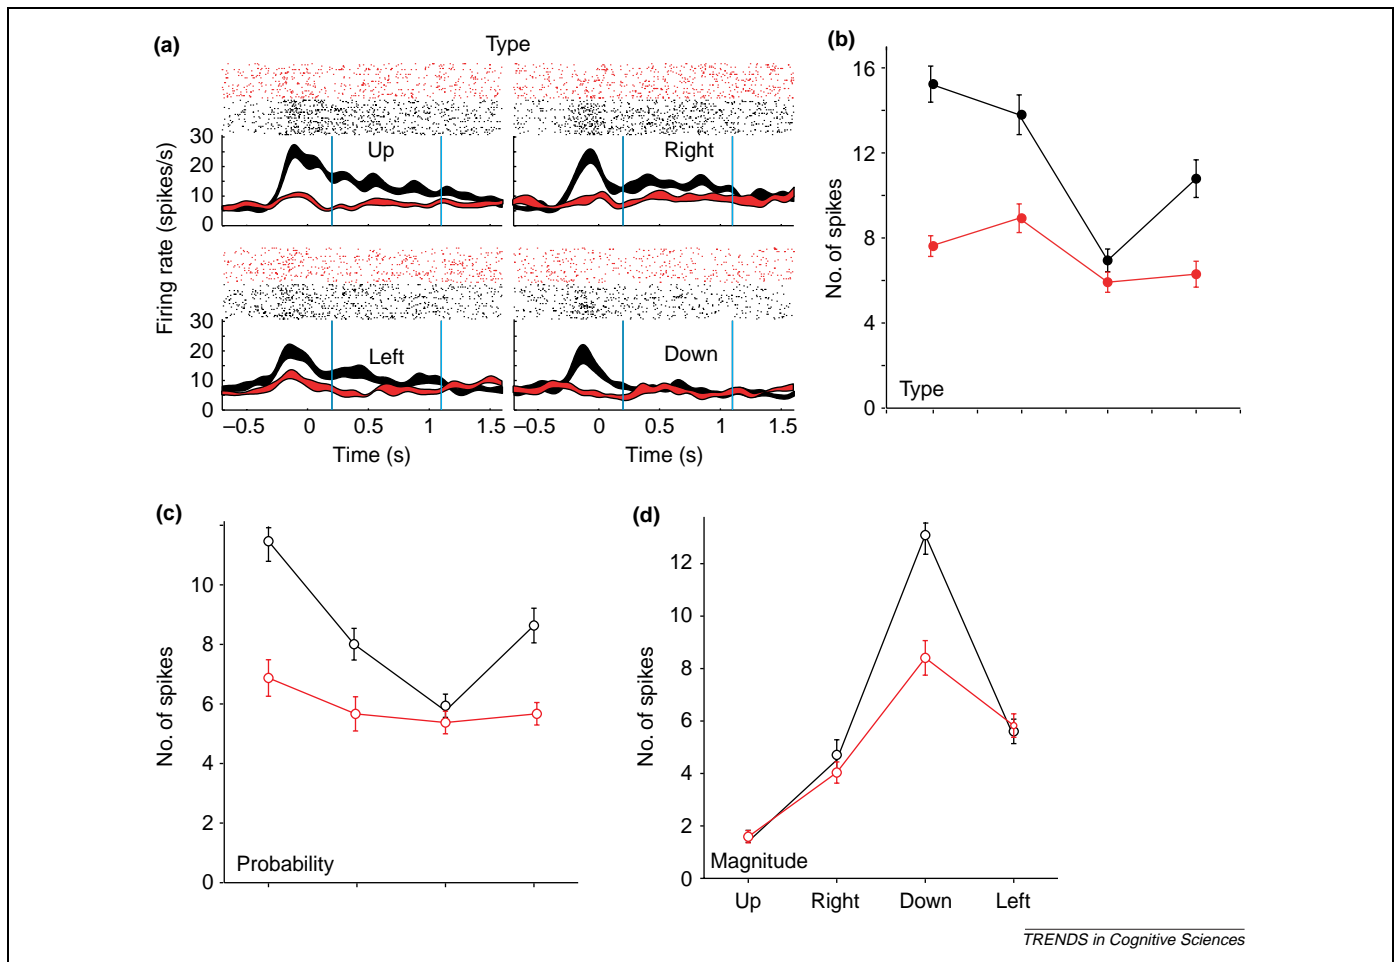 (a)
Type
Firing rate (spikes/s)
30
20
10
0
Up
Right
30
20
10
0
Left
Down
–0.5 0 0.5 1 1.5
–0.5 0 0.5 1 1.5
Time (s)
Time (s)
(b)
No. of spikes
16
12
8
4
0
Type
(c)
No. of spikes
10
8
6
4
2
0
Probability
(d)
No. of spikes
12
10
8
6
4
2
0
Magnitude
Up Right Down Left
TRENDS in Cognitive Sciences